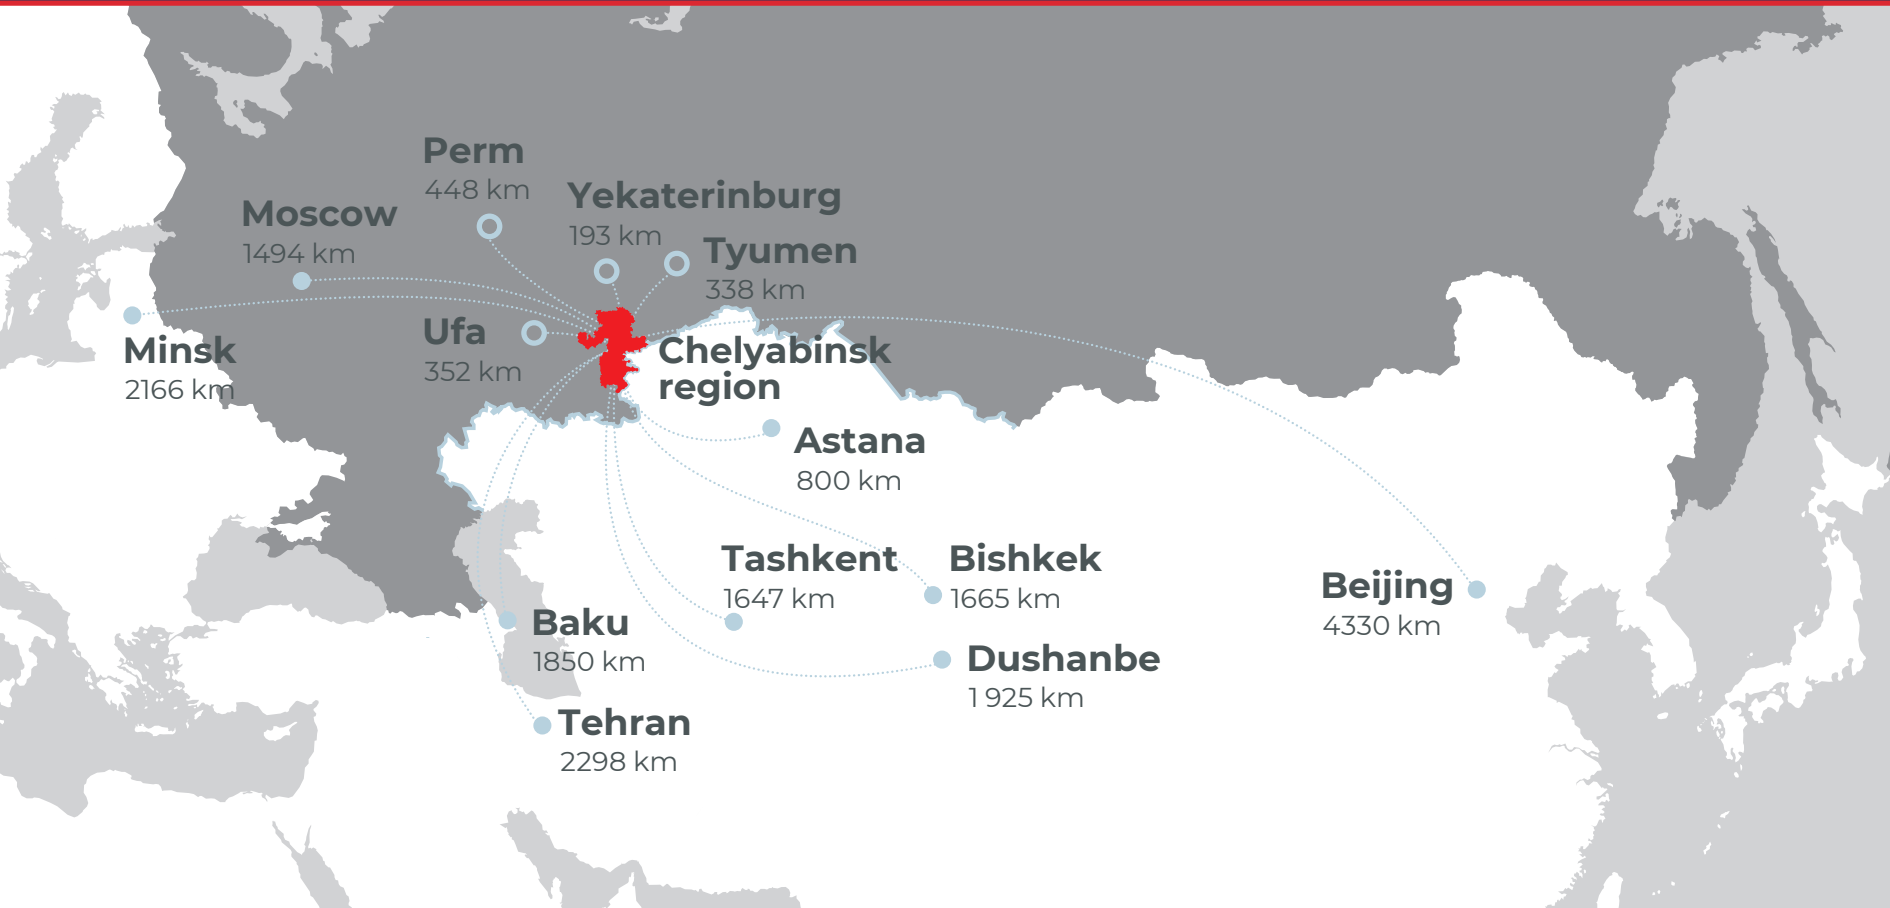 Perm
448 km
Yekaterinburg
193 km
Moscow
1494 km
Tyumen
338 km
Minsk
2166 km
Ufa
352 km
Chelyabinsk
region
Astana
800 km
Tashkent
1647 km
Bishkek
1665 km
Beijing
4330 km
Baku
1850 km
Dushanbe
1 925 km
Tehran
2298 km